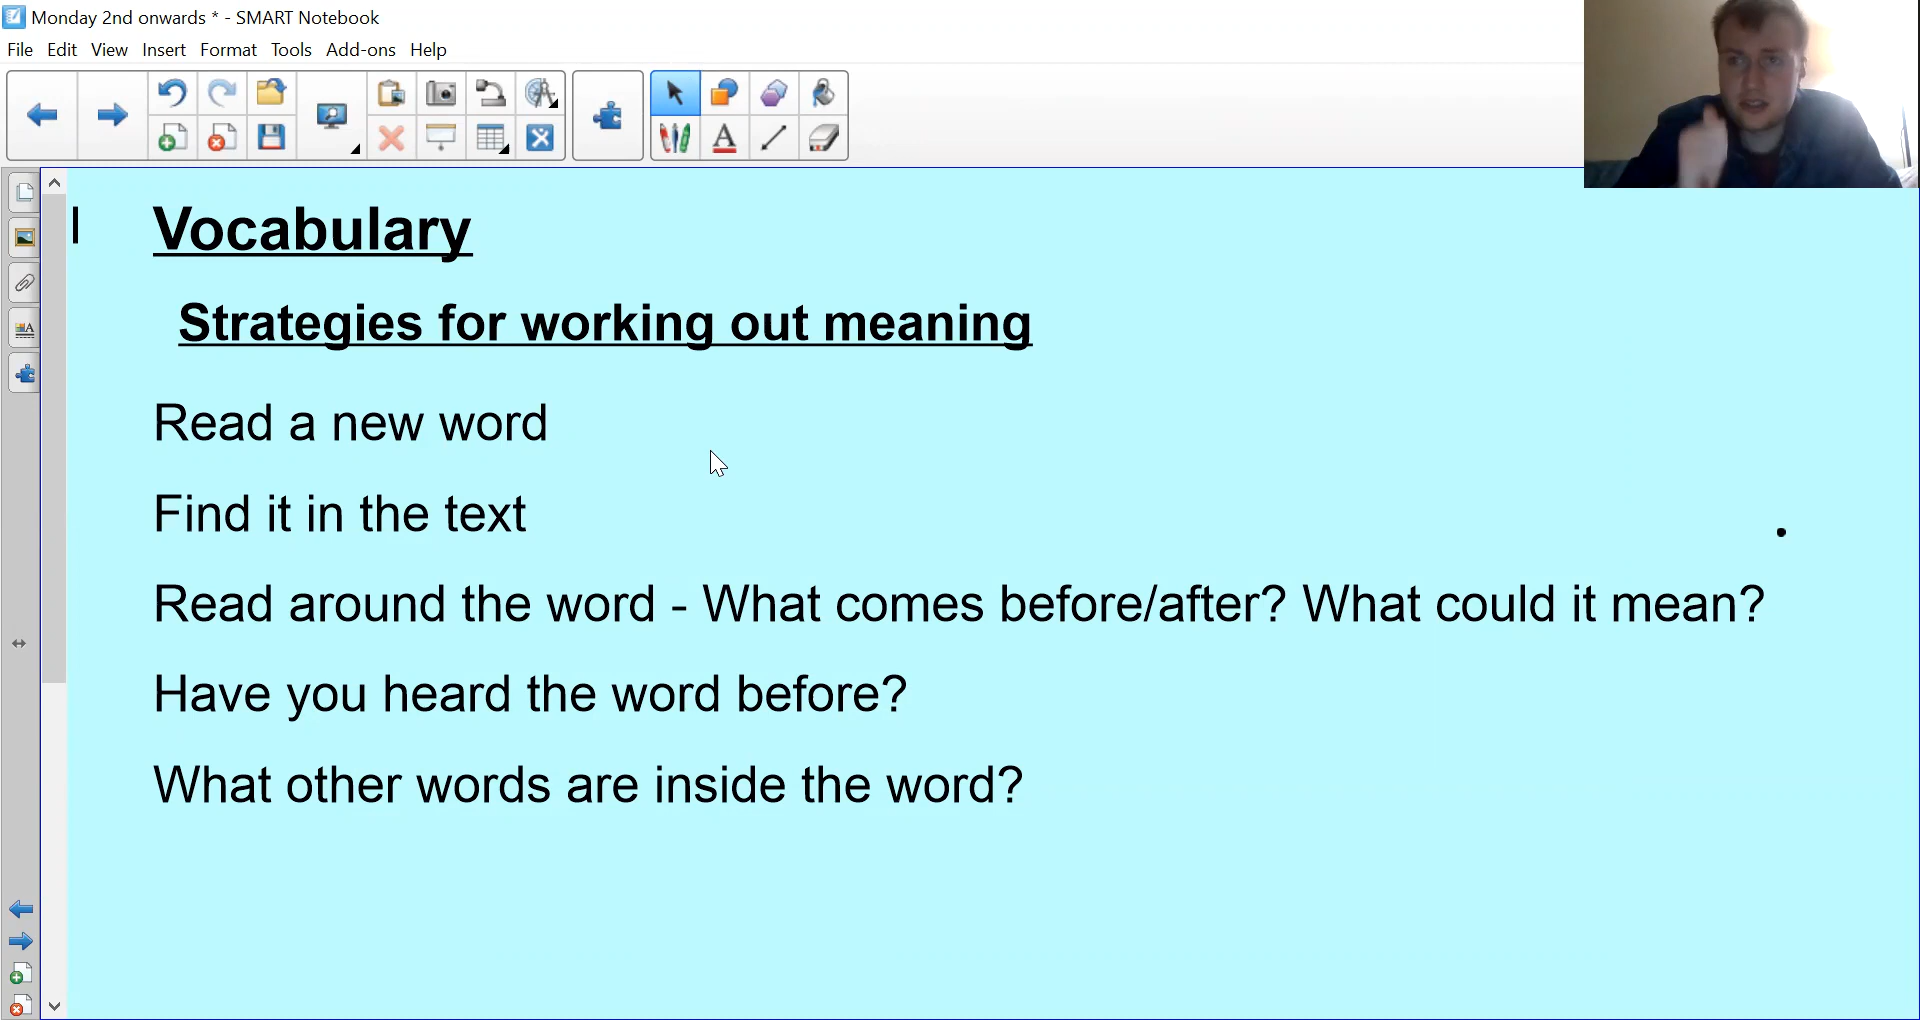 Monday 2nd onwards * - SMART Notebook
File Edit View Insert Format Tools Add-ons Help
Vocabulary
Strategies for working out meaning
Read a new word
Find it in the text
Read around the word - What comes before/after? What could it mean?
Have you heard the word before?
What other words are inside the word?